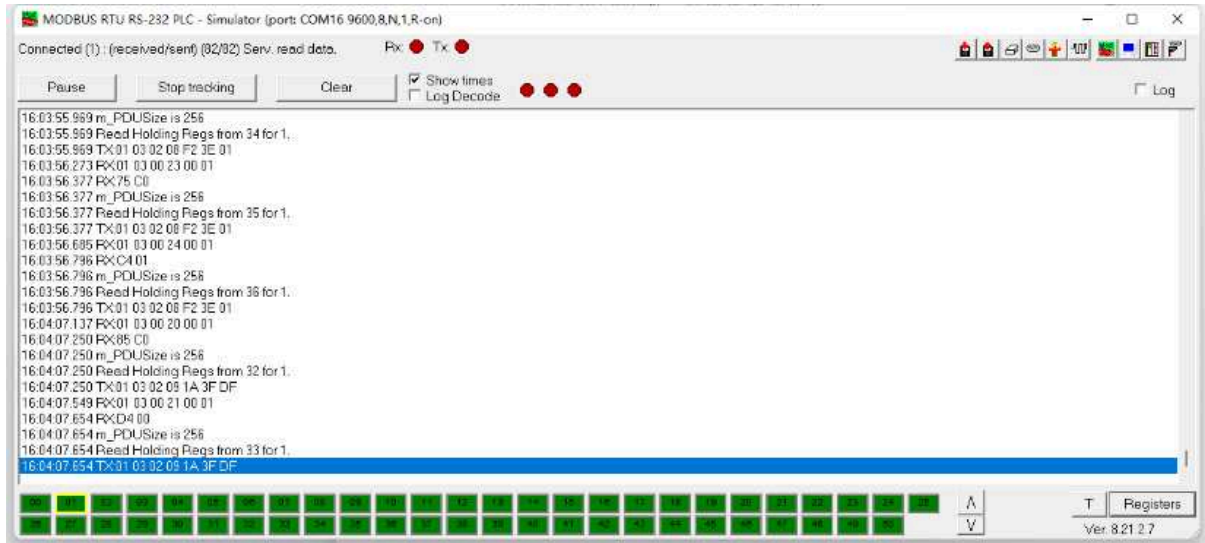 MODBUS RTU RS-232 PLC - Simulator (port: COM16 9600,8,N,1,R-on)
Connected (1) : (received/sent) (82/82) Serv. read data. Rx: Tx:
Pause Stop tracking Clear Show times
Log Decode
Log
16:03:55.969 m_PDUSize is 256
16:03:55.969 Read Holding Regs from 34 for 1.
16:03:55.969 TX:01 03 02 08 F2 3E 01
16:03:56.273 RX:01 03 00 23 00 01
16:03:56.377 RX:75 C0
16:03:56.377 m_PDUSize is 256
16:03:56.377 Read Holding Regs from 35 for 1.
16:03:56.377 TX:01 03 02 08 F2 3E 01
16:03:56.685 RX:01 03 00 24 00 01
16:03:56.796 RX:C4 01
16:03:56.796 m_PDUSize is 256
16:03:56.796 Read Holding Regs from 36 for 1.
16:03:56.796 TX:01 03 02 08 F2 3E 01
16:04:07.137 RX:01 03 00 20 00 01
16:04:07.250 RX:85 C0
16:04:07.250 m_PDUSize is 256
16:04:07.250 Read Holding Regs from 32 for 1.
16:04:07.250 TX:01 03 02 09 1A 3F DF
16:04:07.549 RX:01 03 00 21 00 01
16:04:07.654 RX:D4 00
16:04:07.654 m_PDUSize is 256
16:04:07.654 Read Holding Regs from 33 for 1.
16:04:07.654 TX:01 03 02 09 1A 3F DF
T Registers
Ver. 8.21 2.7